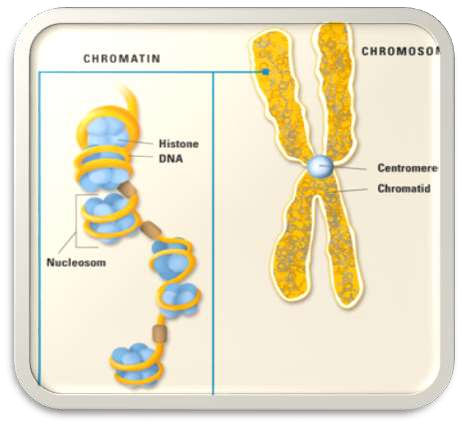 CHROMATIN
CHROMOSOM
Histone
DNA
Nucleosom
Centromere
Chromatid